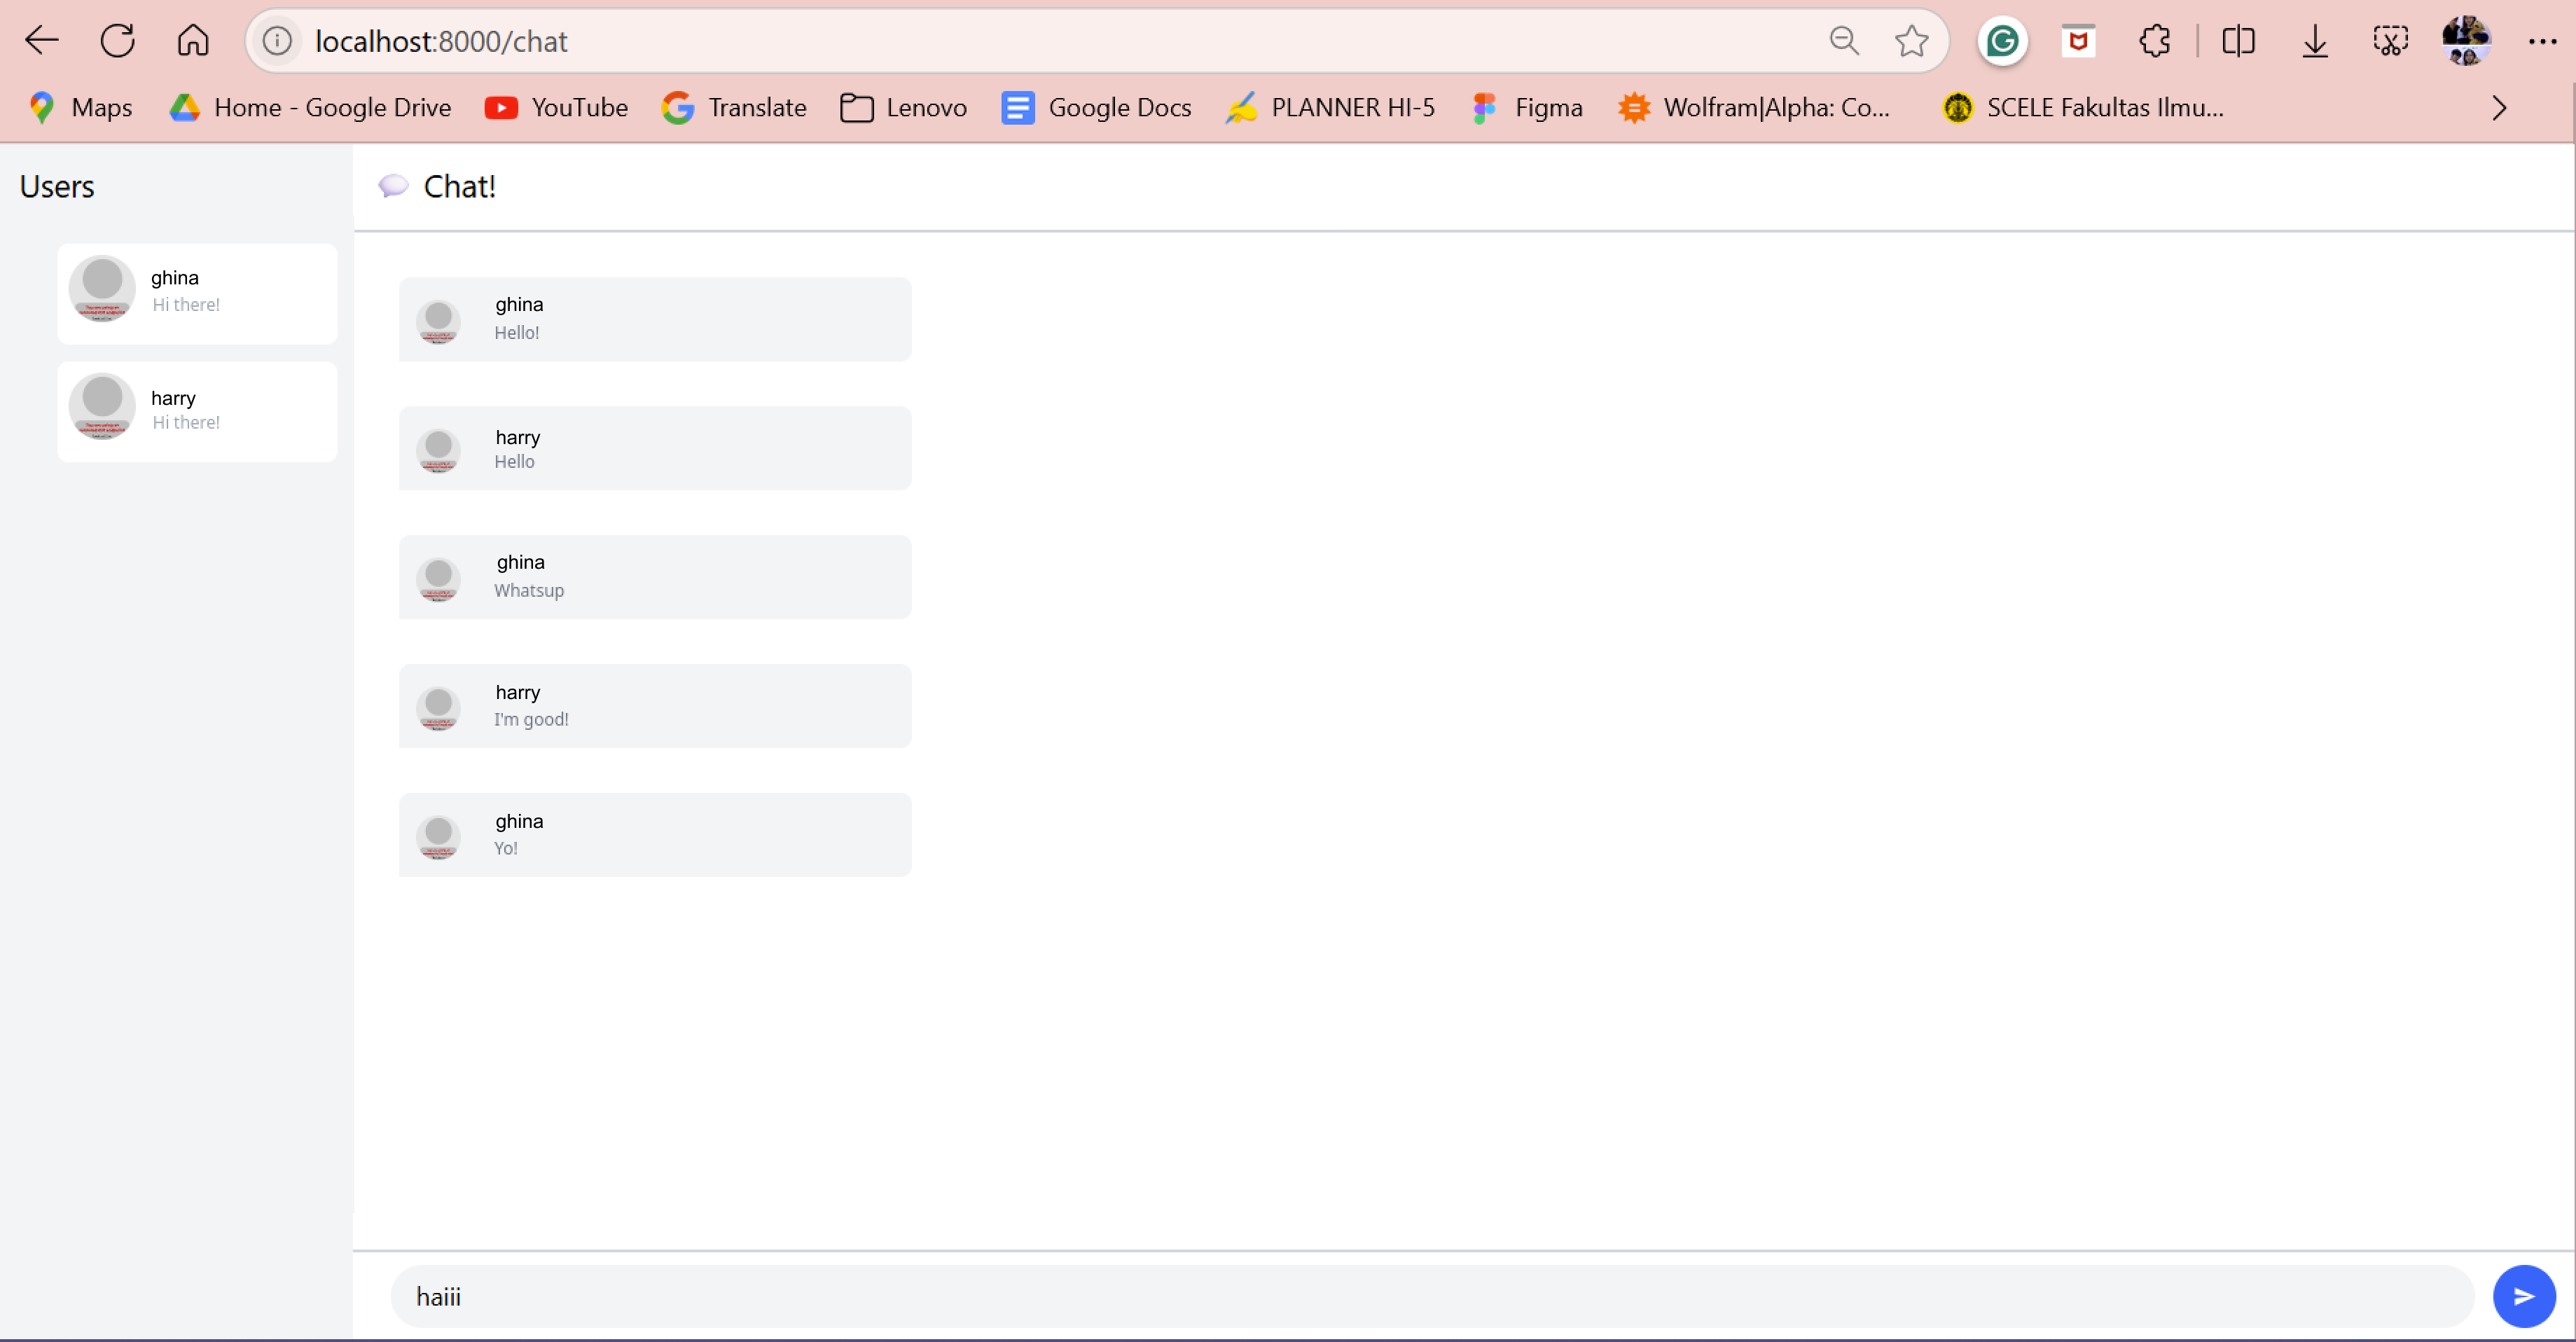 localhost:8000/chat
Maps Home - Google Drive YouTube Translate Lenovo Google Docs PLANNER HI-5 Figma Wolfram|Alpha: Co... SCELE Fakultas Ilmu...
Users
ghina
Hi there!
harry
Hi there!
Chat!
ghina
Hello!
harry
Hello
ghina
Whatsup
harry
I'm good!
ghina
Yo!
haiii